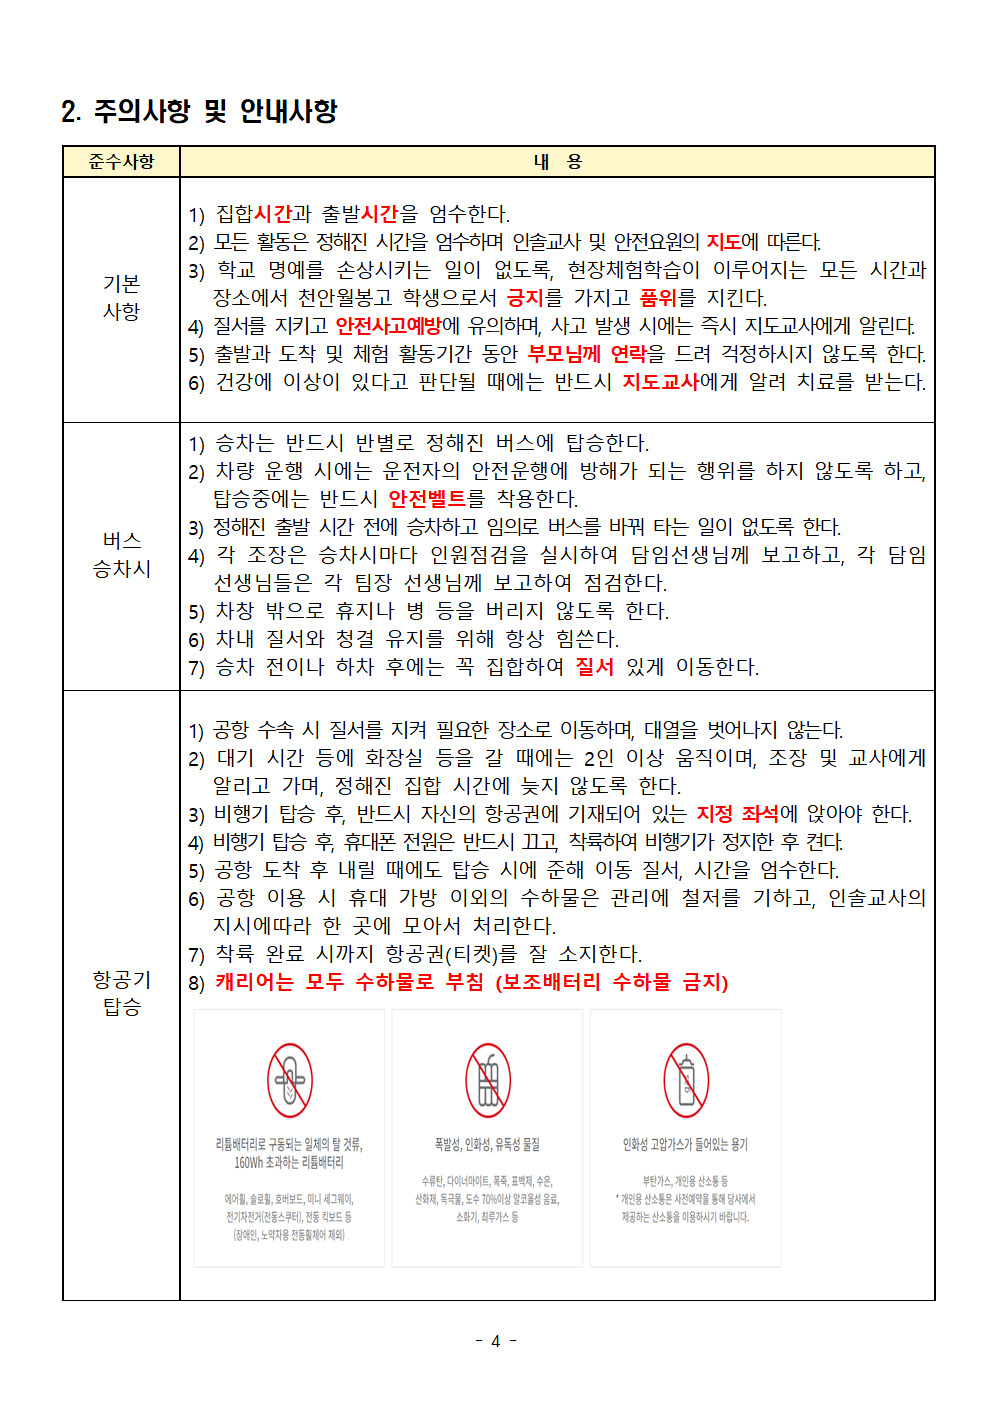 2. 주의사항 및 안내사항
준수사항
내 용
기본
사항
1) 집합시간과 출발시간을 엄수한다.
2) 모든 활동은 정해진 시간을 엄수하며 인솔교사 및 안전요원의 지도에 따른다.
3) 학교 명예를 손상시키는 일이 없도록, 현장체험학습이 이루어지는 모든 시간과
장소에서 천안월봉고 학생으로서 긍지를 가지고 품위를 지킨다.
4) 질서를 지키고 안전사고예방에 유의하며, 사고 발생 시에는 즉시 지도교사에게 알린다.
5) 출발과 도착 및 체험 활동기간 동안 부모님께 연락을 드려 걱정하시지 않도록 한다.
6) 건강에 이상이 있다고 판단될 때에는 반드시 지도교사에게 알려 치료를 받는다.
버스
승차시
1) 승차는 반드시 반별로 정해진 버스에 탑승한다.
2) 차량 운행 시에는 운전자의 안전운행에 방해가 되는 행위를 하지 않도록 하고,
탑승중에는 반드시 안전벨트를 착용한다.
3) 정해진 출발 시간 전에 승차하고 임의로 버스를 바꿔 타는 일이 없도록 한다.
4) 각 조장은 승차시마다 인원점검을 실시하여 담임선생님께 보고하고, 각 담임
선생님들은 각 팀장 선생님께 보고하여 점검한다.
5) 차창 밖으로 휴지나 병 등을 버리지 않도록 한다.
6) 차내 질서와 청결 유지를 위해 항상 힘쓴다.
7) 승차 전이나 하차 후에는 꼭 집합하여 질서 있게 이동한다.
항공기
탑승
1) 공항 수속 시 질서를 지켜 필요한 장소로 이동하며, 대열을 벗어나지 않는다.
2) 대기 시간 등에 화장실 등을 갈 때에는 2인 이상 움직이며, 조장 및 교사에게
알리고 가며, 정해진 집합 시간에 늦지 않도록 한다.
3) 비행기 탑승 후, 반드시 자신의 항공권에 기재되어 있는 지정 좌석에 앉아야 한다.
4) 비행기 탑승 후, 휴대폰 전원은 반드시 끄고, 착륙하여 비행기가 정지한 후 켠다.
5) 공항 도착 후 내릴 때에도 탑승 시에 준해 이동 질서, 시간을 엄수한다.
6) 공항 이용 시 휴대 가방 이외의 수하물은 관리에 철저를 기하고, 인솔교사의
지시에따라 한 곳에 모아서 처리한다.
7) 착륙 완료 시까지 항공권(티켓)를 잘 소지한다.
8) 캐리어는 모두 수하물로 부침 (보조배터리 수하물 금지)
리튬배터리로 구동되는 일체의 탈 것류,
160Wh 초과하는 리튬배터리
에어휠, 솔로휠, 호버보드, 미니 세그웨이,
전기자전거(전동스쿠터), 전동 킥보드 등
(장애인, 노약자용 전동휠체어 제외)
폭발성, 인화성, 유독성 물질
수류탄, 다이너마이트, 폭죽, 표백제, 수은,
산화제, 독극물, 도수 70%이상 알코올성 음료,
소화기, 최루가스 등
인화성 고압가스가 들어있는 용기
부탄가스, 개인용 산소통 등
* 개인용 산소통은 사전예약을 통해 당사에서
제공하는 산소통을 이용하시기 바랍니다.
- 4 -